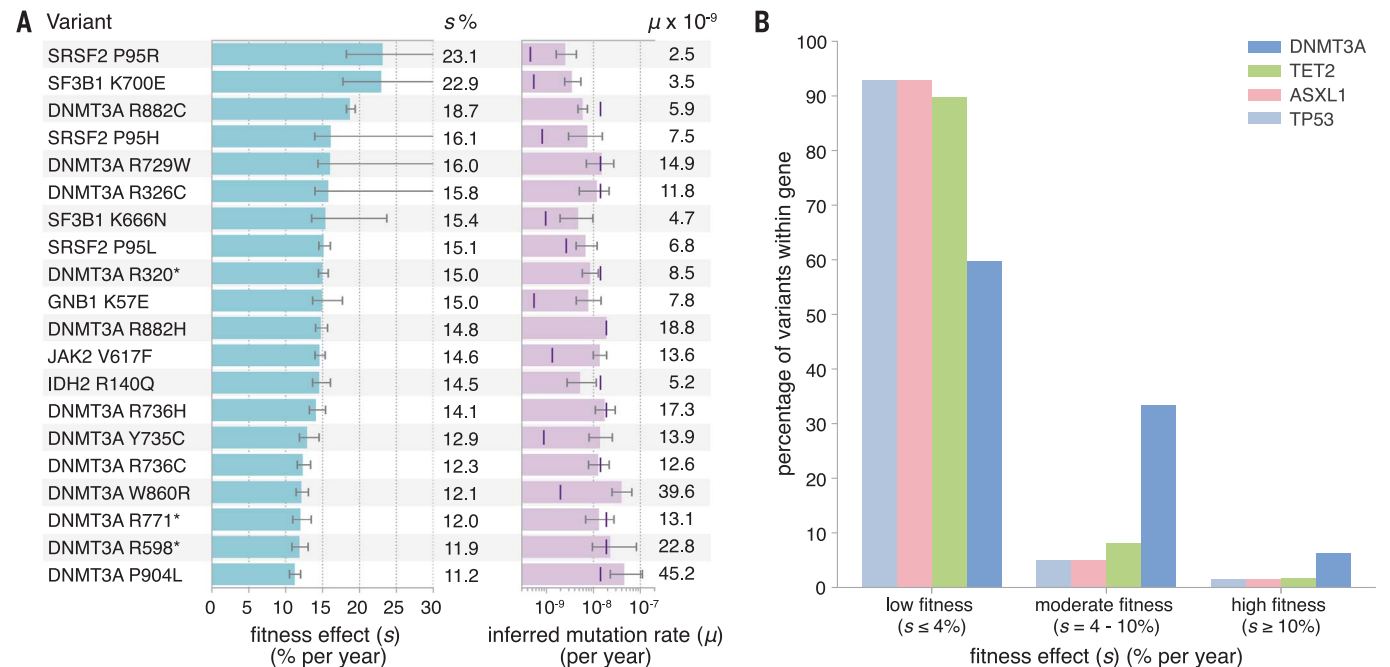 A
Variant
s %
μ x 10-9
SRSF2 P95R
23.1
2.5
SF3B1 K700E
22.9
3.5
DNMT3A R882C
18.7
5.9
SRSF2 P95H
16.1
7.5
DNMT3A R729W
16.0
14.9
DNMT3A R326C
15.8
11.8
SF3B1 K666N
15.4
4.7
SRSF2 P95L
15.1
6.8
DNMT3A R320*
15.0
8.5
GNB1 K57E
15.0
7.8
DNMT3A R882H
14.8
18.8
JAK2 V617F
14.6
13.6
IDH2 R140Q
14.5
5.2
DNMT3A R736H
14.1
17.3
DNMT3A Y735C
12.9
13.9
DNMT3A R736C
12.3
12.6
DNMT3A W860R
12.1
39.6
DNMT3A R771*
12.0
13.1
DNMT3A R598*
11.9
22.8
DNMT3A P904L
11.2
45.2
0 5 10 15 20 25 30
fitness effect (s)
(% per year)
10-9 10-8 10-7
inferred mutation rate (μ)
(per year)
B
percentage of variants within gene
100
90
80
70
60
50
40
30
20
10
0
DNMT3A
TET2
ASXL1
TP53
low fitness
(s ≤ 4%)
moderate fitness
(s = 4 - 10%)
high fitness
(s ≥ 10%)
fitness effect (s) (% per year)